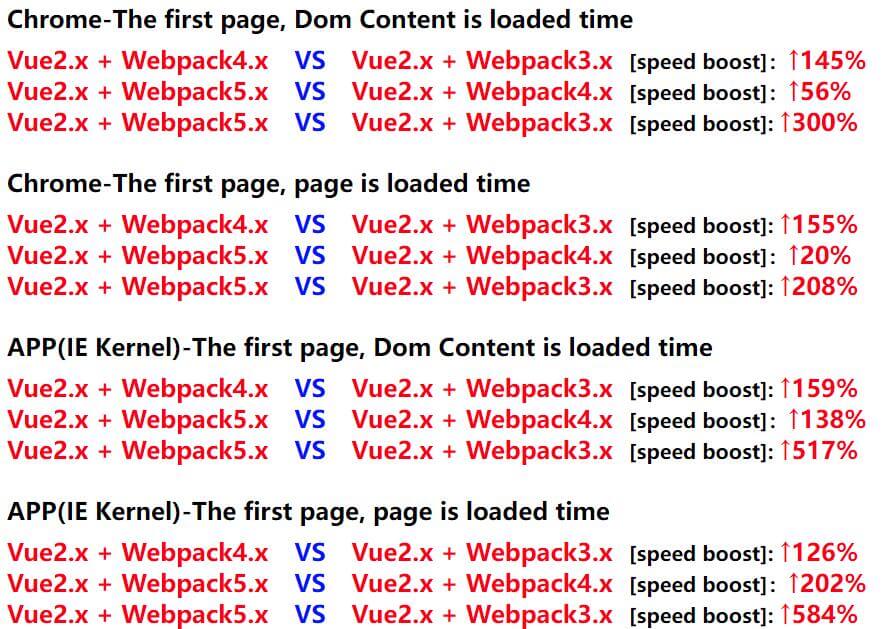 Chrome-The first page, Dom Content is loaded time
Vue2.x + Webpack4.x VS Vue2.x + Webpack3.x [speed boost]: ↑145%
Vue2.x + Webpack5.x VS Vue2.x + Webpack4.x [speed boost]: ↑56%
Vue2.x + Webpack5.x VS Vue2.x + Webpack3.x [speed boost]: ↑300%
Chrome-The first page, page is loaded time
Vue2.x + Webpack4.x VS Vue2.x + Webpack3.x [speed boost]: ↑155%
Vue2.x + Webpack5.x VS Vue2.x + Webpack4.x [speed boost]: ↑20%
Vue2.x + Webpack5.x VS Vue2.x + Webpack3.x [speed boost]: ↑208%
APP(IE Kernel)-The first page, Dom Content is loaded time
Vue2.x + Webpack4.x VS Vue2.x + Webpack3.x [speed boost]: ↑159%
Vue2.x + Webpack5.x VS Vue2.x + Webpack4.x [speed boost]: ↑138%
Vue2.x + Webpack5.x VS Vue2.x + Webpack3.x [speed boost]: ↑517%
APP(IE Kernel)-The first page, page is loaded time
Vue2.x + Webpack4.x VS Vue2.x + Webpack3.x [speed boost]: ↑126%
Vue2.x + Webpack5.x VS Vue2.x + Webpack4.x [speed boost]: ↑202%
Vue2.x + Webpack5.x VS Vue2.x + Webpack3.x [speed boost]: ↑584%